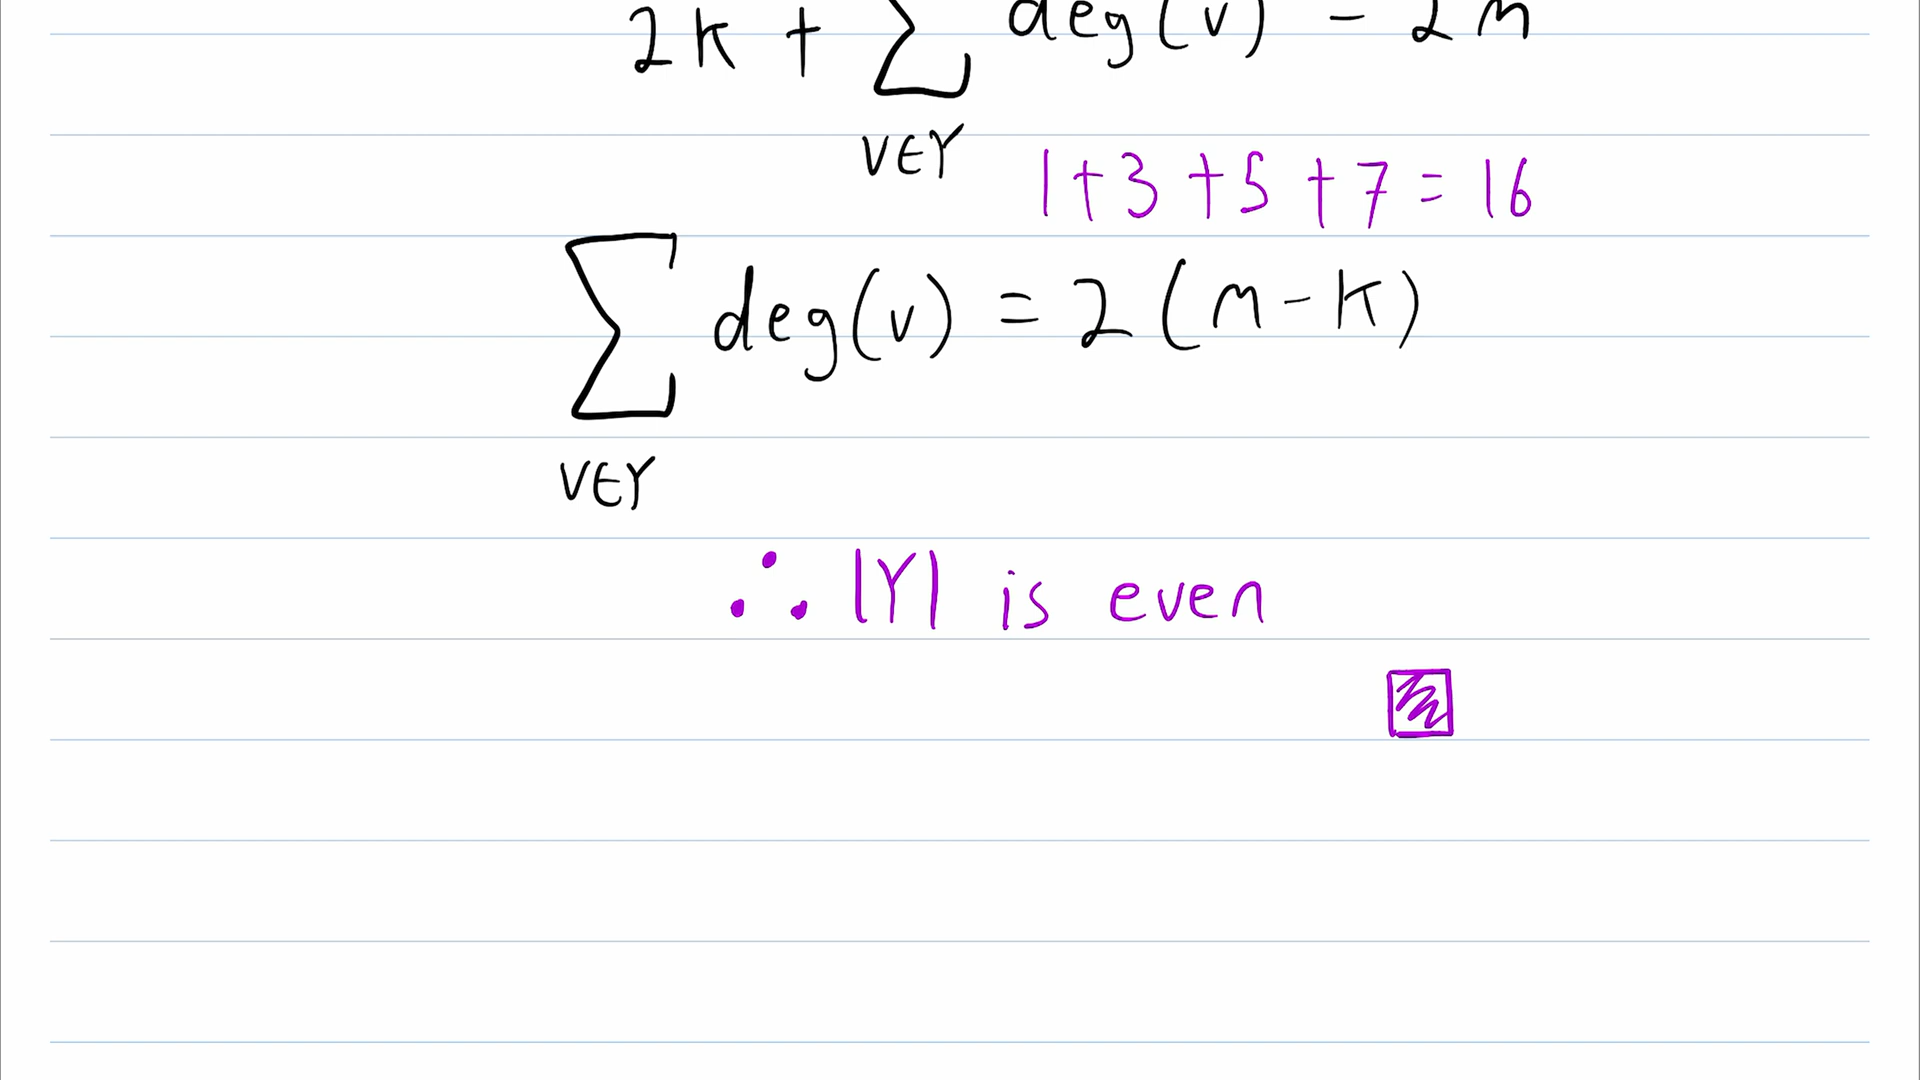 2k + ∑ deg(v) = 2m
v∈Y
1+3+5+7=16
∑ deg(v) = 2(m-k)
v∈Y
∴ |Y| is even